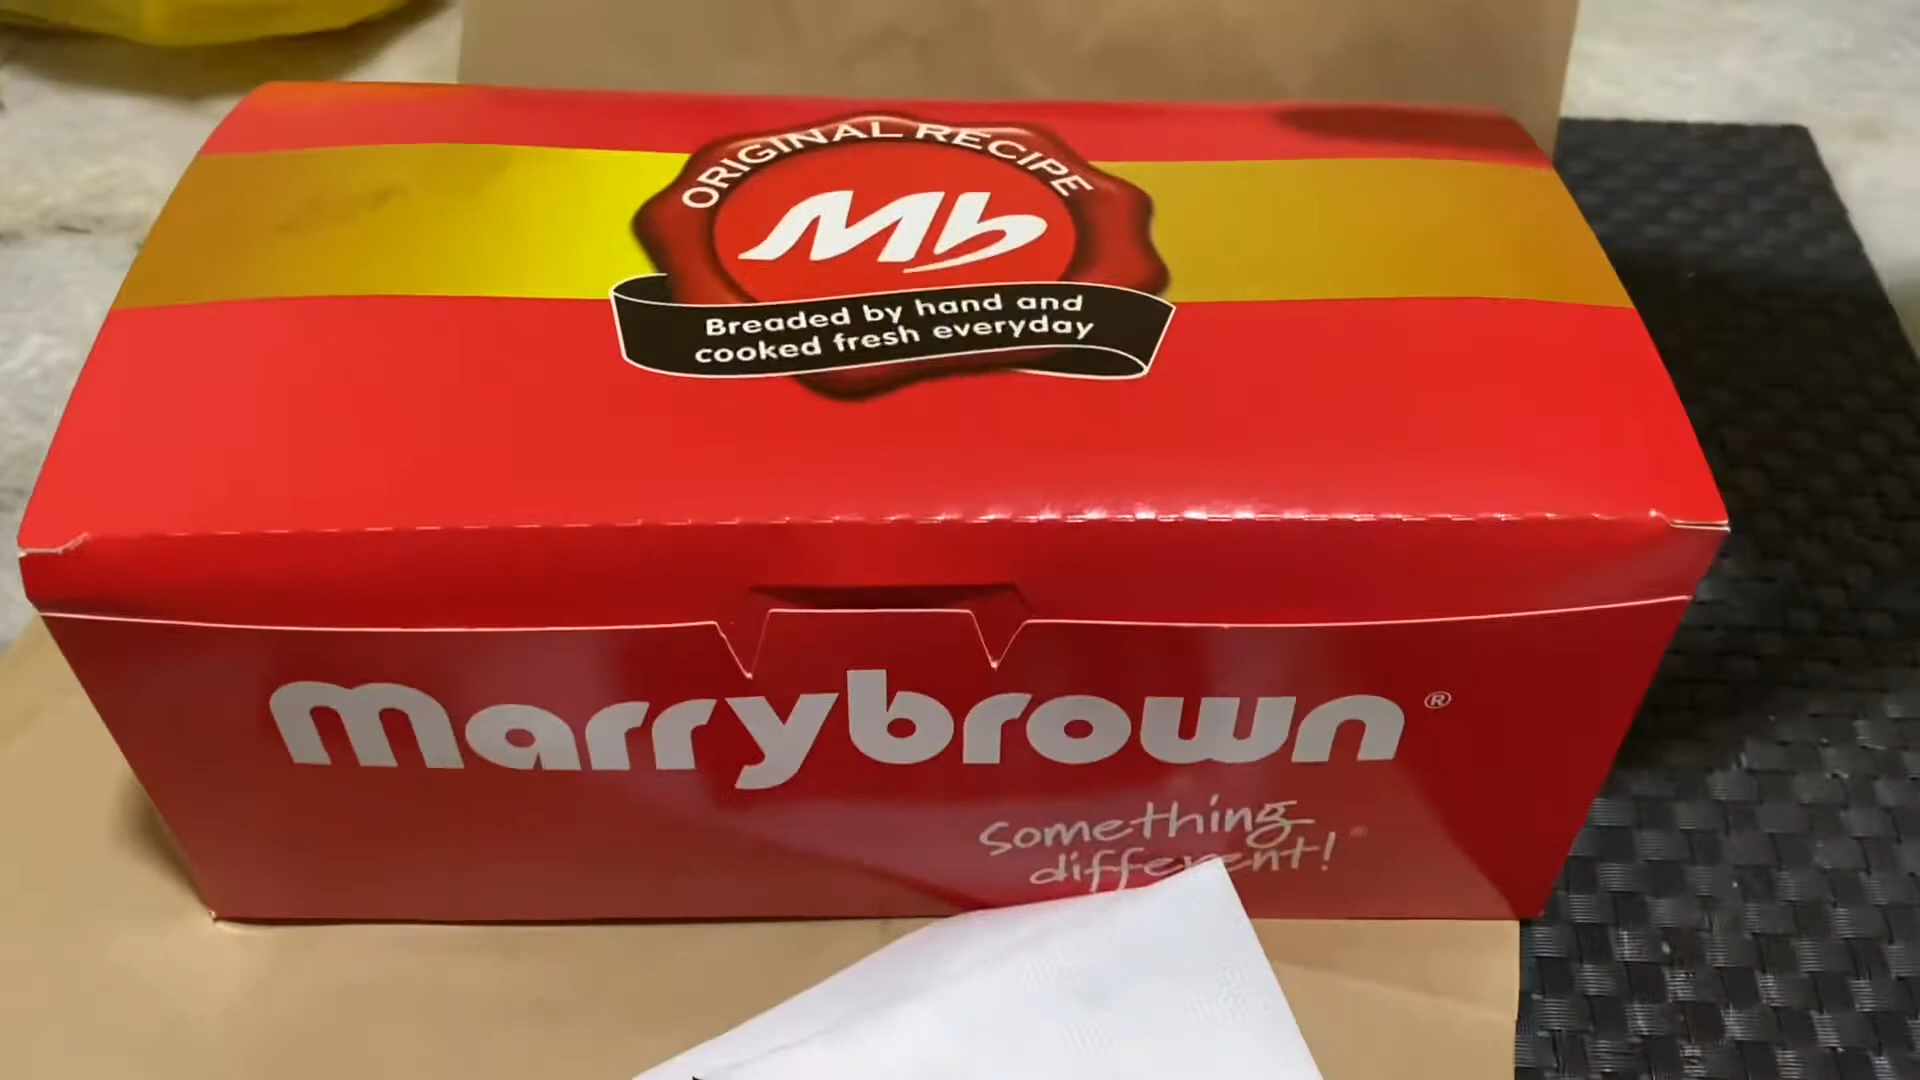 ORIGINAL RECIPE
Mb
Breaded by hand and
cooked fresh everyday
marrybrown®
something
different!